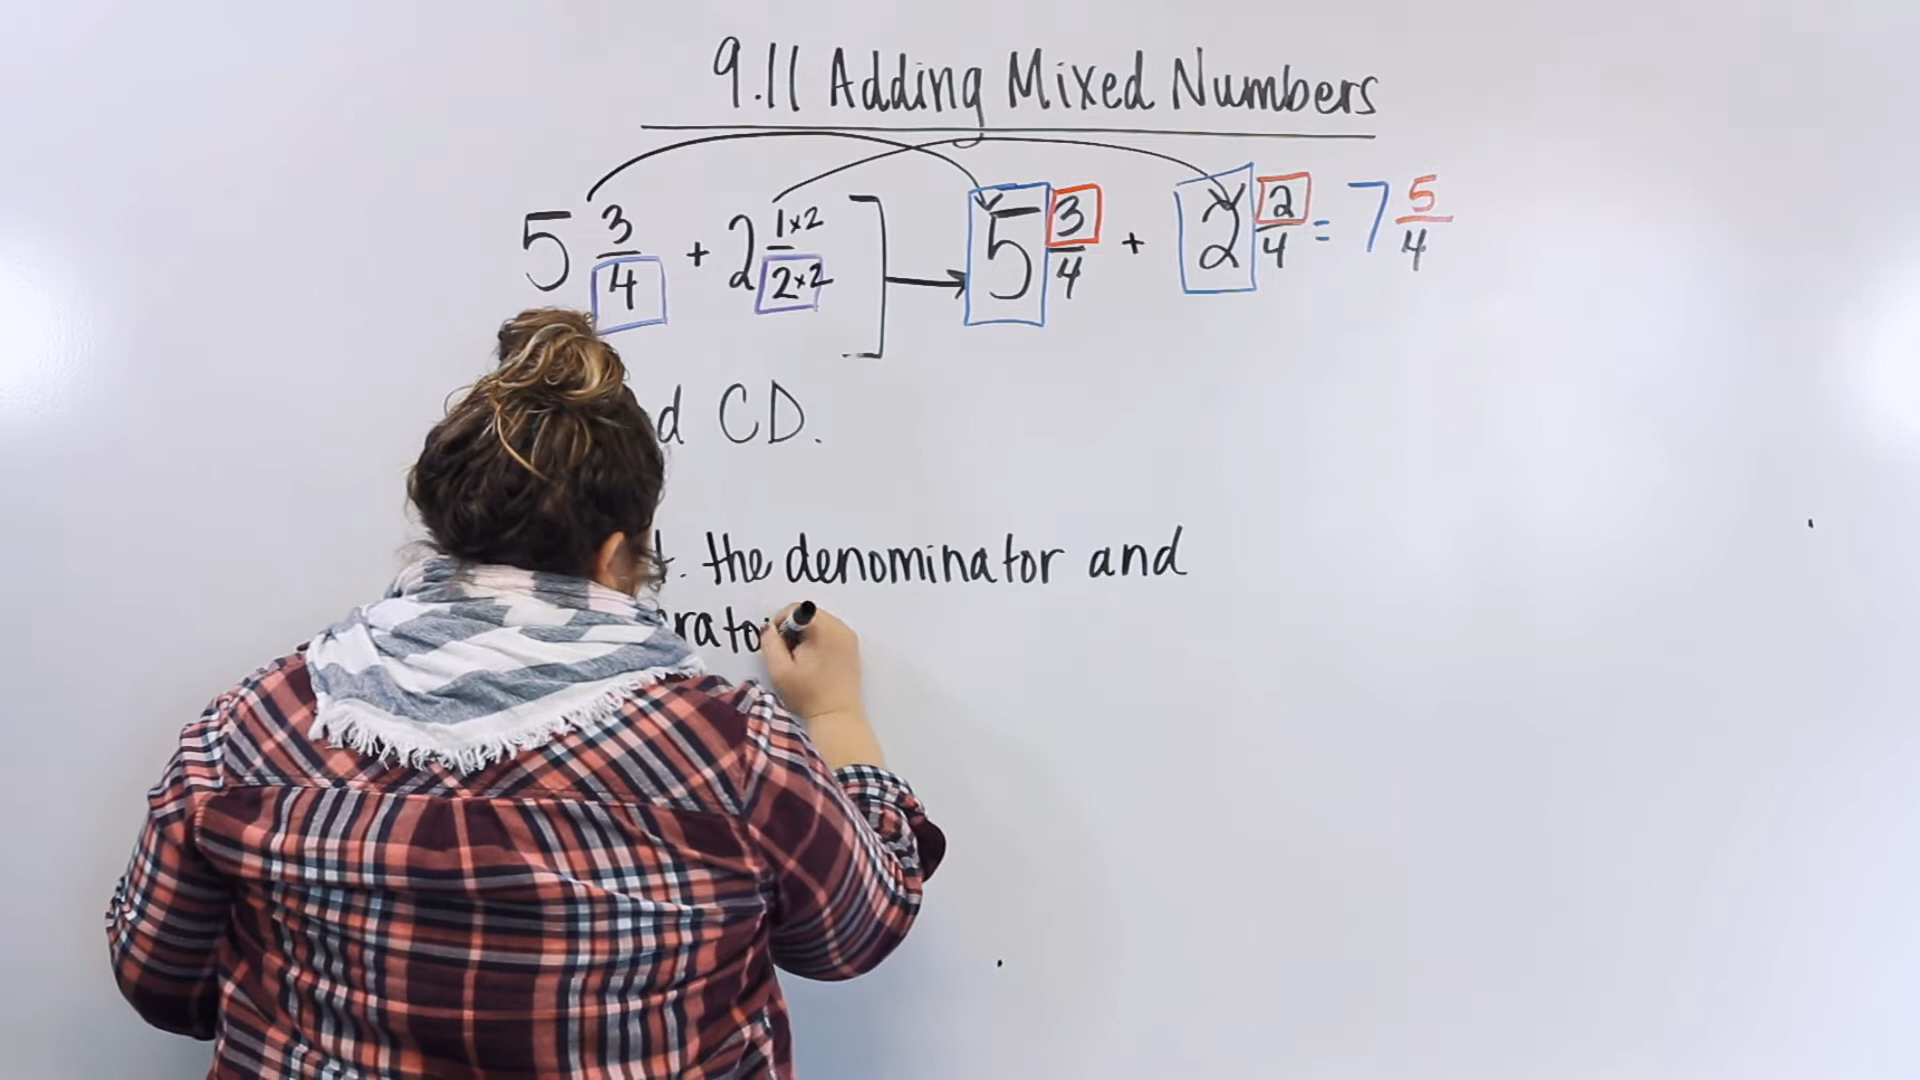 9.11 Adding Mixed Numbers
5 3/4 + 2 1x2/2x2 ] → 5 3/4 + 2 2/4 = 7 5/4
CD.
the denominator and